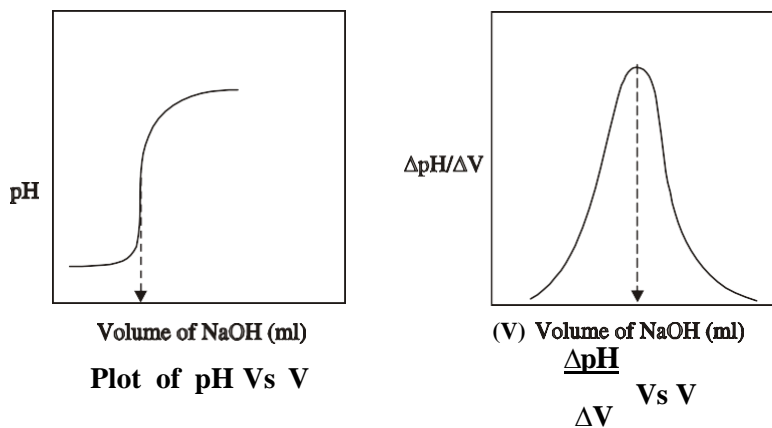 pH
Volume of NaOH (ml)
Plot of pH Vs V
ΔpH/ΔV
(V) Volume of NaOH (ml)
ΔpH
ΔV
Vs V